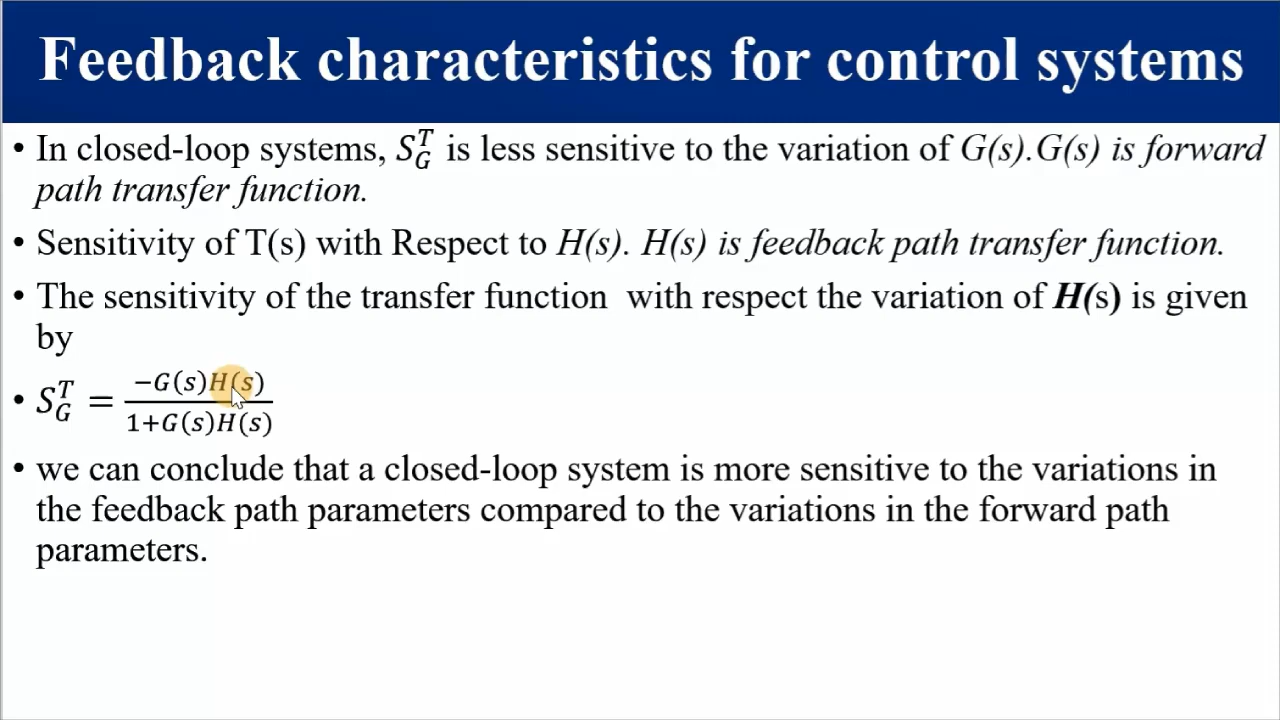 Feedback characteristics for control systems
• In closed-loop systems, S_G^T is less sensitive to the variation of G(s).G(s) is forward
path transfer function.
• Sensitivity of T(s) with Respect to H(s). H(s) is feedback path transfer function.
• The sensitivity of the transfer function with respect the variation of H(s) is given
by
• S_G^T = −G(s)H(s) / 1+G(s)H(s)
• we can conclude that a closed-loop system is more sensitive to the variations in
the feedback path parameters compared to the variations in the forward path
parameters.